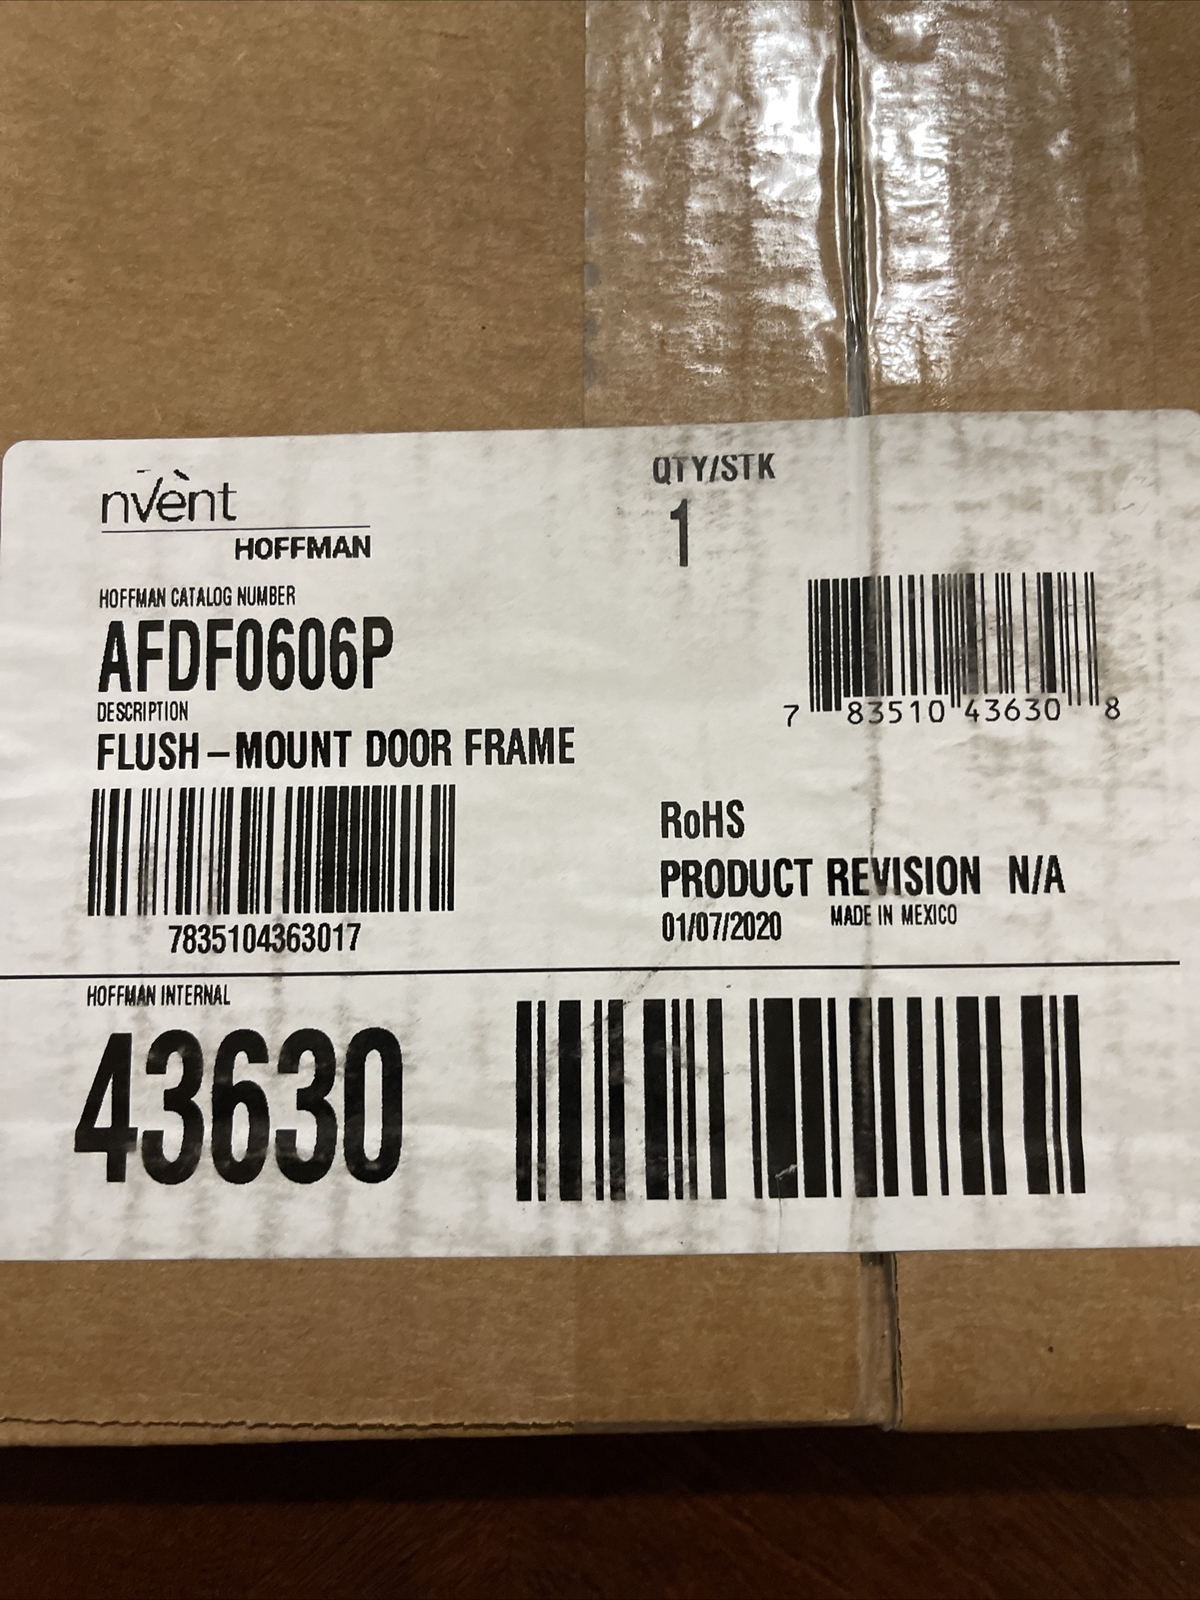 nVent
HOFFMAN
QTY/STK
1
HOFFMAN CATALOG NUMBER
AFDF0606P
DESCRIPTION
FLUSH-MOUNT DOOR FRAME
7 83510 43630 8
7835104363017
RoHS
PRODUCT REVISION N/A
01/07/2020 MADE IN MEXICO
HOFFMAN INTERNAL
43630